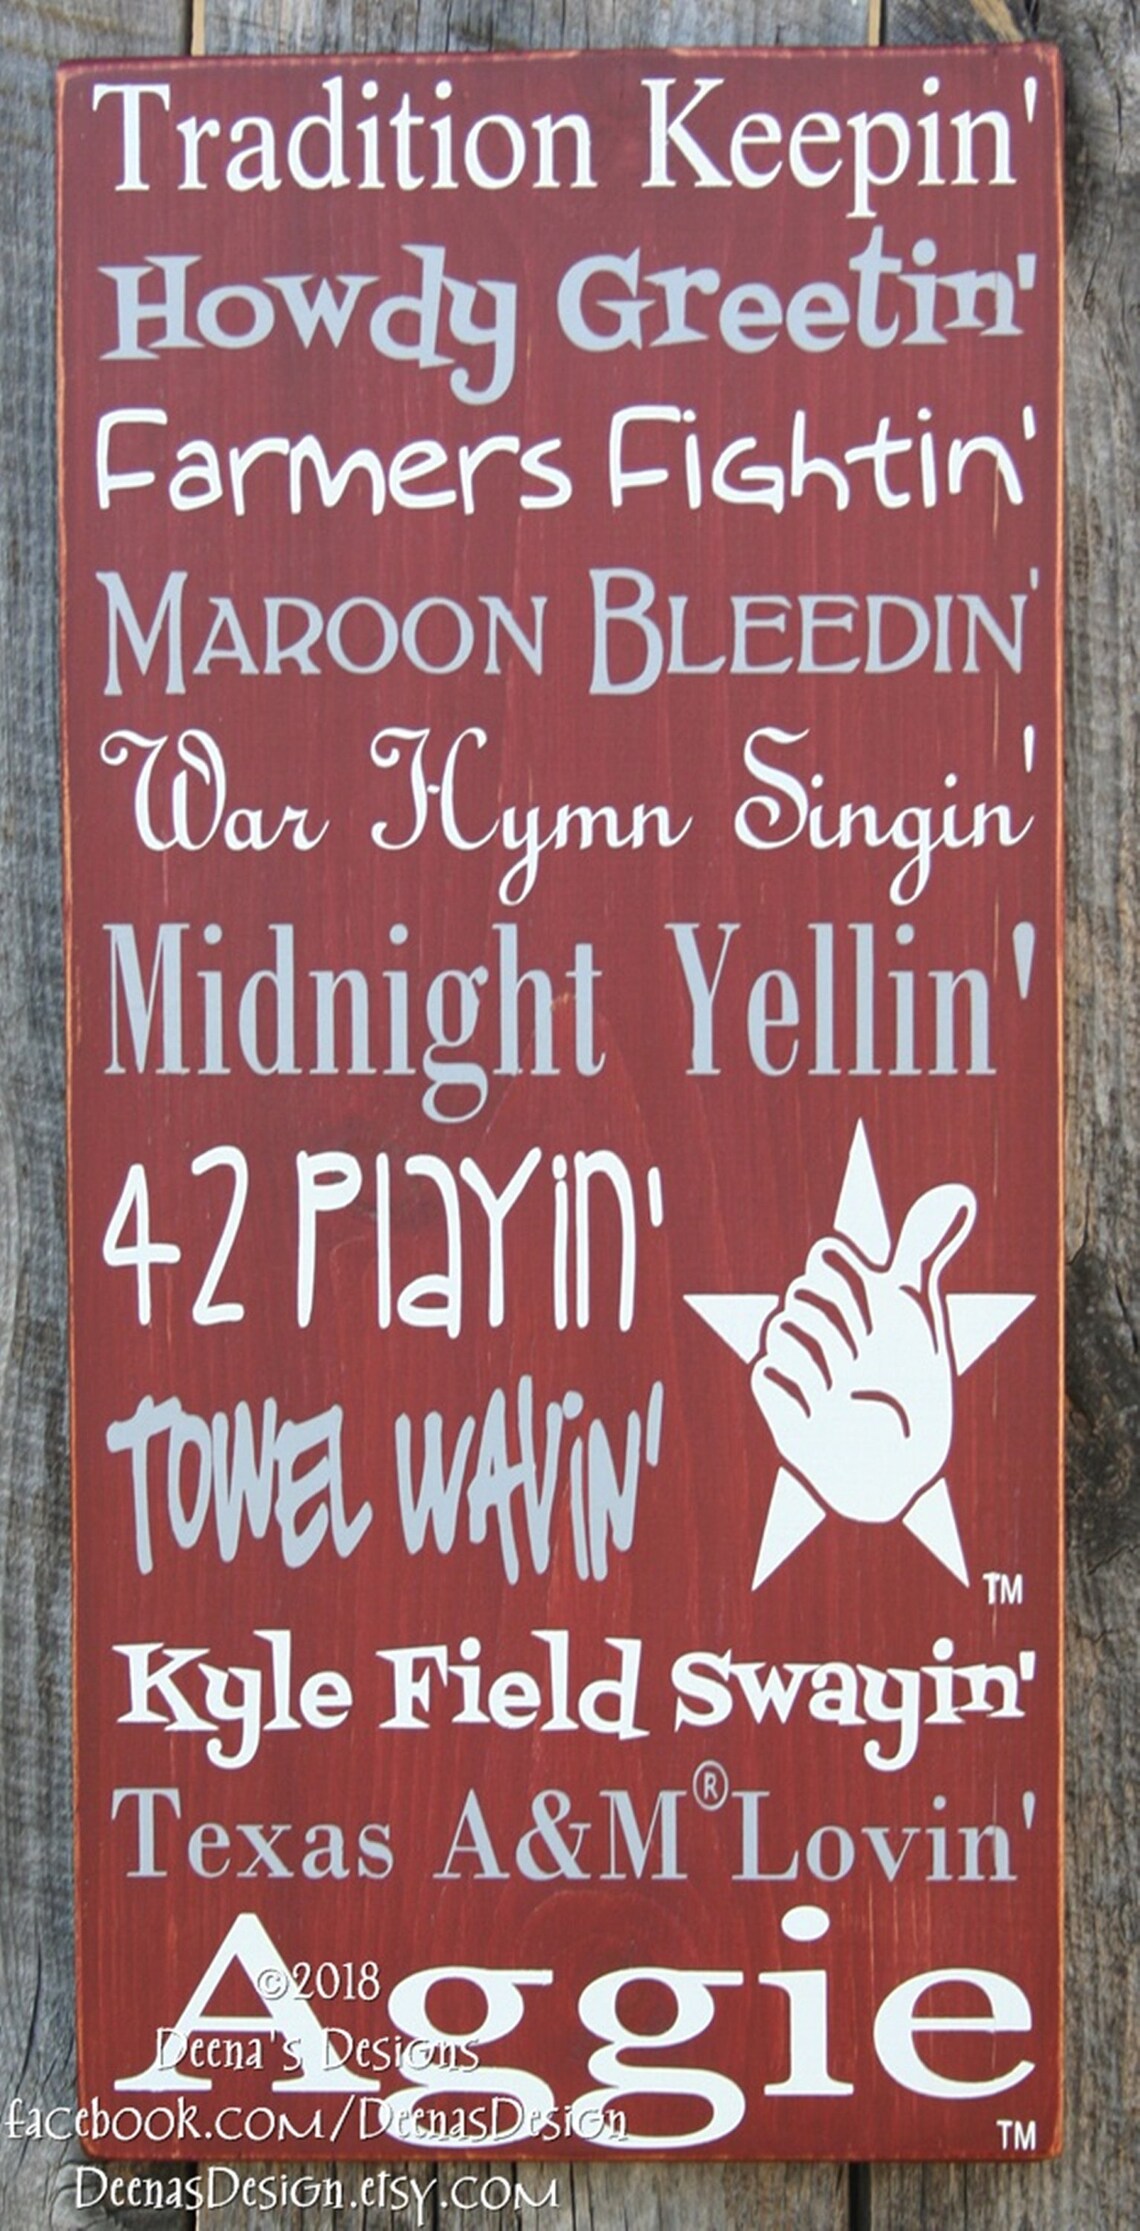 Tradition Keepin'
Howdy Greetin'
Farmers Fightin'
MAROON BLEEDIN'
War Hymn Singin'
Midnight Yellin'
42 Playin'
TOWEL WAVIN'
TM
Kyle Field Swayin'
Texas A&M® Lovin'
Aggie
TM
©2018
Deena's Designs
facebook.com/DeenasDesign
DeenasDesign.etsy.com